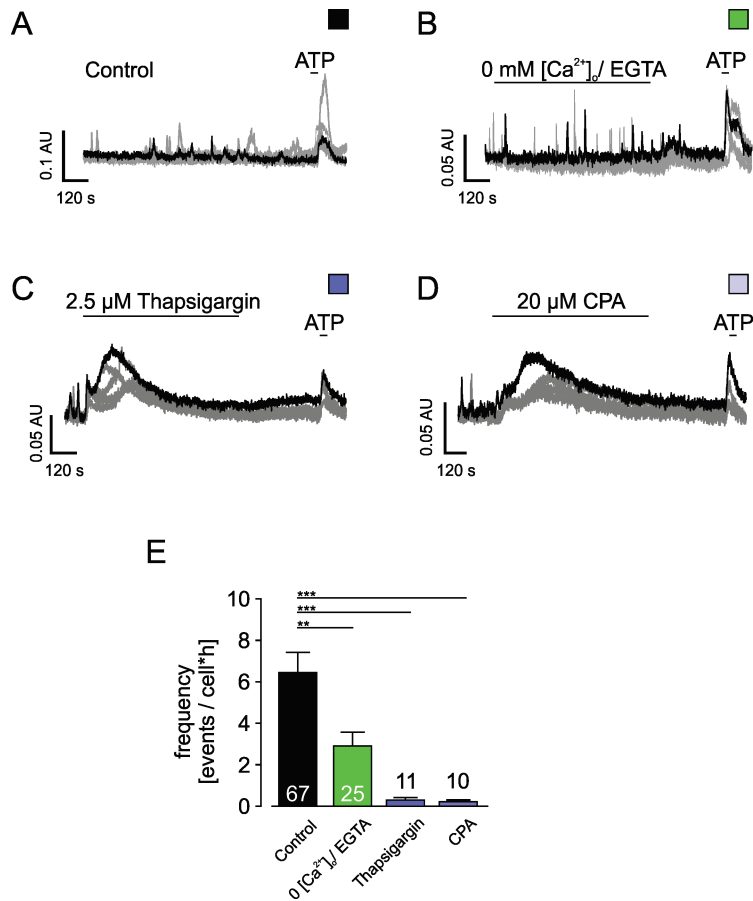 A
Control
ATP
0.1 AU
120 s
B
0 mM [Ca²⁺]ₒ/ EGTA
ATP
0.05 AU
120 s
C
2.5 µM Thapsigargin
ATP
0.05 AU
120 s
D
20 µM CPA
ATP
0.05 AU
120 s
E
frequency
[events / cell*h]
10
8
6
4
2
0
***
***
**
67
25
11
10
Control
0 [Ca²⁺]ₒ/ EGTA
Thapsigargin
CPA